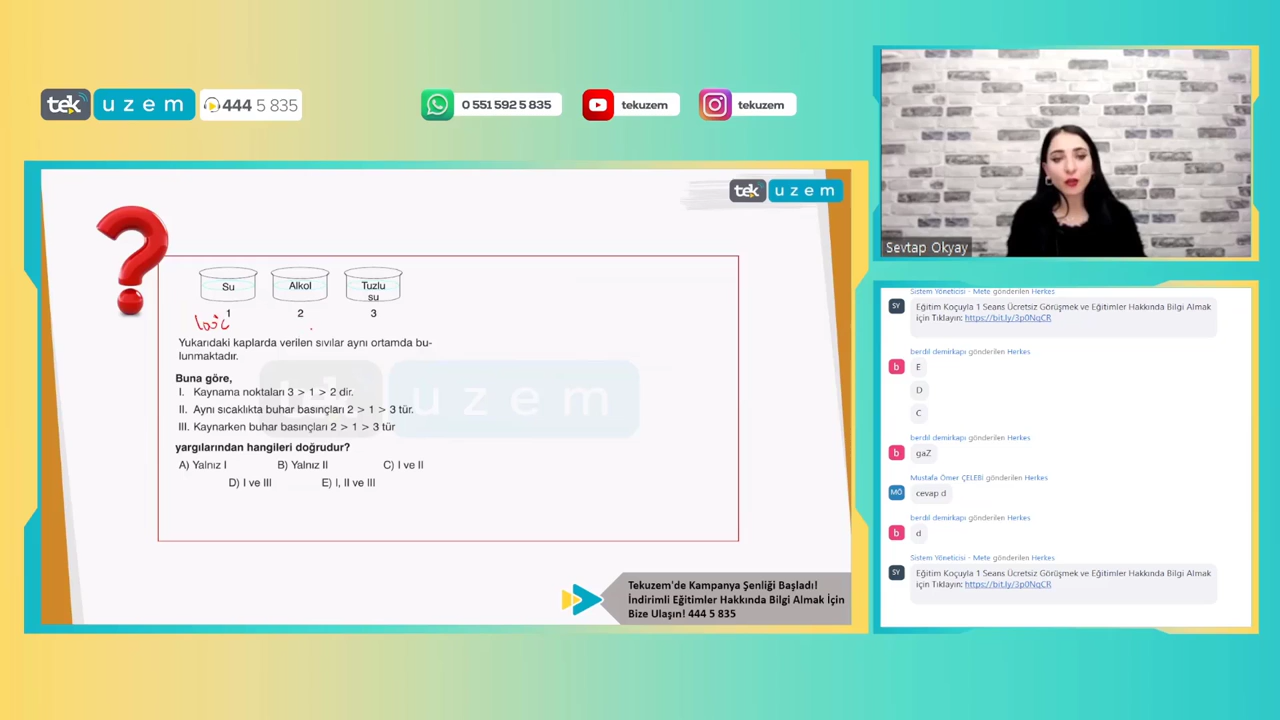 tek uzem 444 5 835
0 551 592 5 835
tekuzem
tekuzem
tek uzem
Su
Alkol
Tuzlu
su
1
2
3
100°C
Yukarıdaki kaplarda verilen sıvılar aynı ortamda bu-
lunmaktadır.
Buna göre,
I. Kaynama noktaları 3 > 1 > 2 dir.
II. Aynı sıcaklıkta buhar basınçları 2 > 1 > 3 tür.
III. Kaynarken buhar basınçları 2 > 1 > 3 tür
yargılarından hangileri doğrudur?
A) Yalnız I B) Yalnız II C) I ve II
D) I ve III E) I, II ve III
tek uzem
Tekuzem'de Kampanya Şenliği Başladı!
İndirimli Eğitimler Hakkında Bilgi Almak İçin
Bize Ulaşın! 444 5 835
Sevtap Okyay
Sistem Yöneticisi - Mete gönderilen Herkes
SY
Eğitim Koçuyla 1 Seans Ücretsiz Görüşmek ve Eğitimler Hakkında Bilgi Almak
için Tıklayın: https://bit.ly/3p0NqCR
berdil demirkapı gönderilen Herkes
b
E
D
C
berdil demirkapı gönderilen Herkes
b
gaZ
Mustafa Ömer ÇELEBİ gönderilen Herkes
MÖ
cevap d
berdil demirkapı gönderilen Herkes
b
d
Sistem Yöneticisi - Mete gönderilen Herkes
SY
Eğitim Koçuyla 1 Seans Ücretsiz Görüşmek ve Eğitimler Hakkında Bilgi Almak
için Tıklayın: https://bit.ly/3p0NqCR